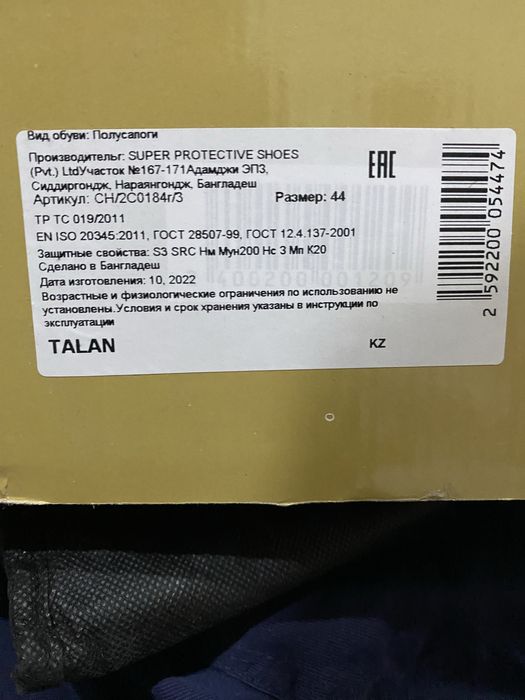 Вид обуви: Полусапоги
Производитель: SUPER PROTECTIVE SHOES
(Pvt.) LtdУчасток №167-171Адамджи ЭПЗ,
Сиддиргондж, Нараянгондж, Бангладеш
Артикул: CH/2C0184r/3 Размер: 44
ТР ТС 019/2011
EN ISO 20345:2011, ГОСТ 28507-99, ГОСТ 12.4.137-2001
Защитные свойства: S3 SRC Нм Мун200 Нс З Мп К20
Сделано в Бангладеш
Дата изготовления: 10, 2022
Возрастные и физиологические ограничения по использованию не
установлены.Условия и срок хранения указаны в инструкции по
эксплуатации
TALAN KZ
EAC
2 592200 054474